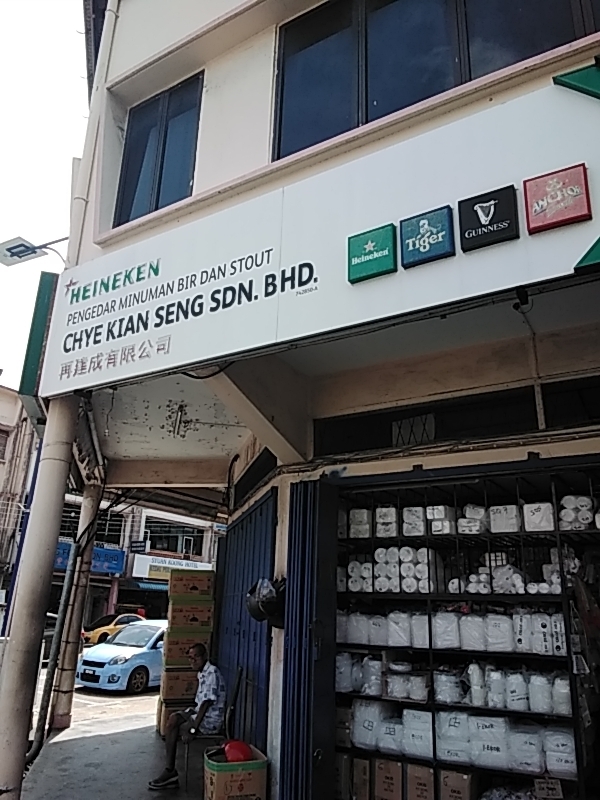 HEINEKEN
PENGEDAR MINUMAN BIR DAN STOUT
CHYE KIAN SENG SDN. BHD.
再建成有限公司
Heineken
Tiger
GUINNESS
ANCHOR